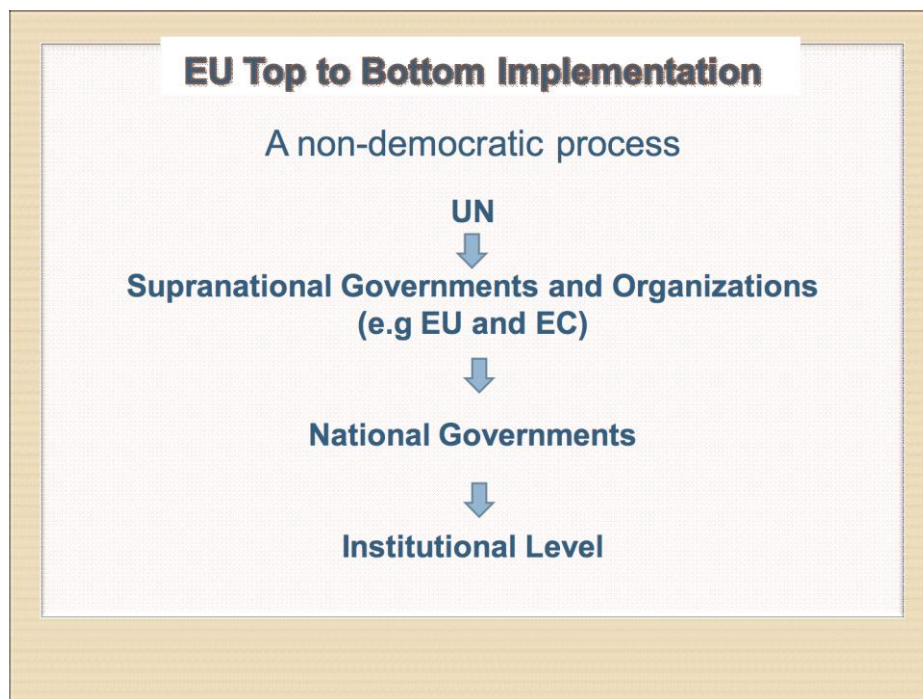 EU Top to Bottom Implementation
A non-democratic process
UN
Supranational Governments and Organizations
(e.g EU and EC)
National Governments
Institutional Level